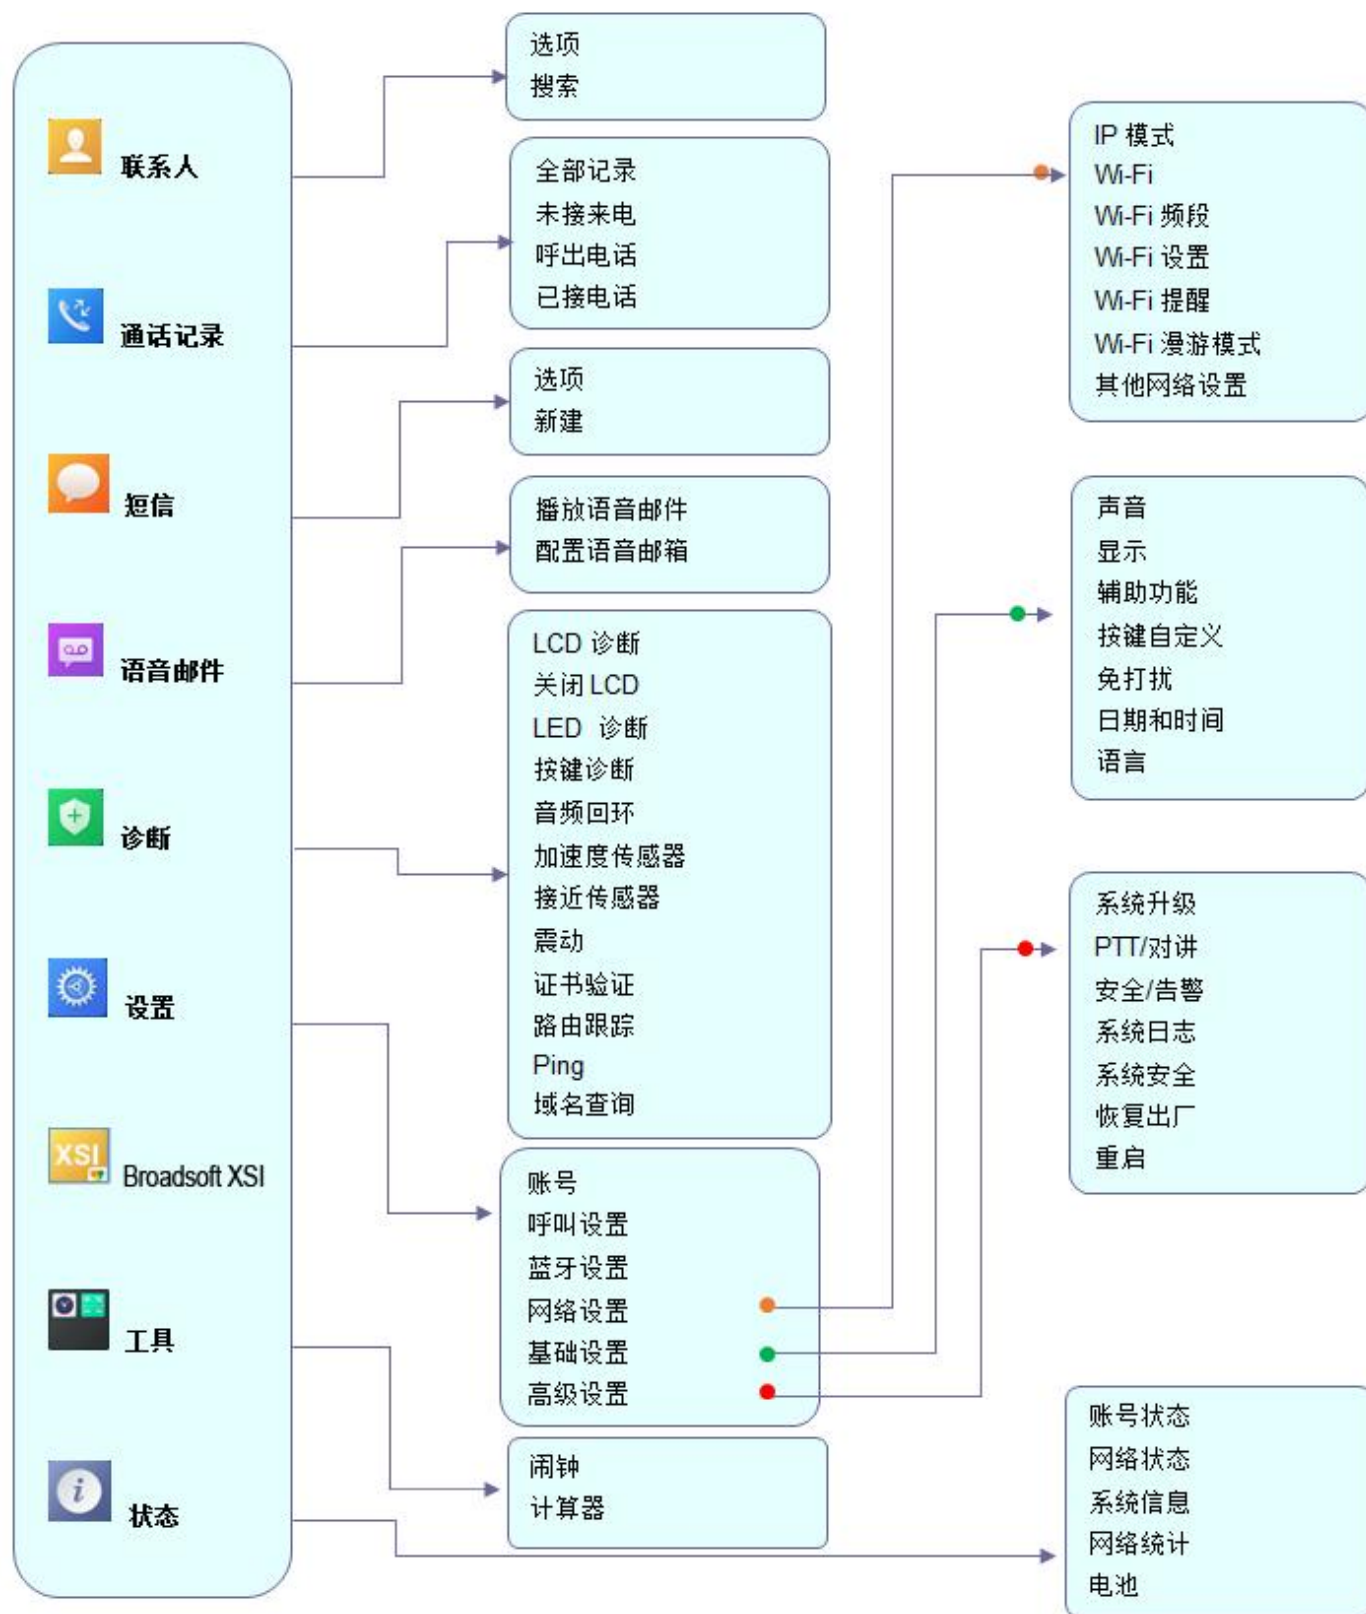 联系人
通话记录
短信
语音邮件
诊断
设置
XSI
Broadsoft XSI
工具
状态
选项
搜索
全部记录
未接来电
呼出电话
已接电话
选项
新建
播放语音邮件
配置语音邮箱
LCD 诊断
关闭LCD
LED 诊断
按键诊断
音频回环
加速度传感器
接近传感器
震动
证书验证
路由跟踪
Ping
域名查询
账号
呼叫设置
蓝牙设置
网络设置
基础设置
高级设置
闹钟
计算器
IP 模式
Wi-Fi
Wi-Fi 频段
Wi-Fi 设置
Wi-Fi 提醒
Wi-Fi 漫游模式
其他网络设置
声音
显示
辅助功能
按键自定义
免打扰
日期和时间
语言
系统升级
PTT/对讲
安全/告警
系统日志
系统安全
恢复出厂
重启
账号状态
网络状态
系统信息
网络统计
电池